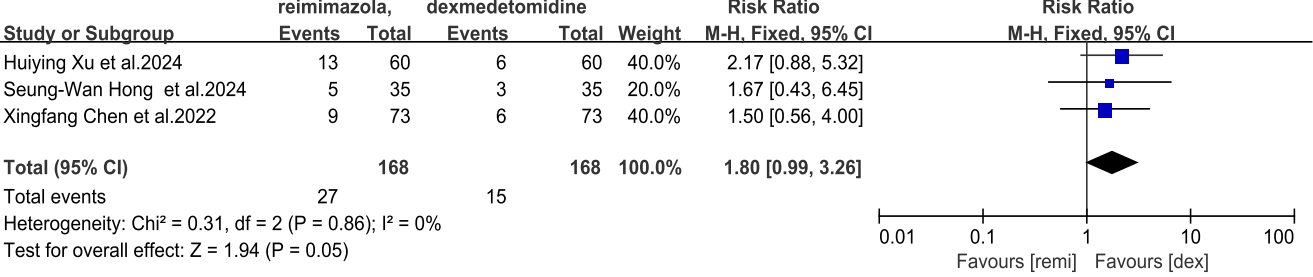 reimimazola, dexmedetomidine Risk Ratio Risk Ratio
Study or Subgroup Events Total Events Total Weight M-H, Fixed, 95% CI M-H, Fixed, 95% CI
Huiying Xu et al.2024 13 60 6 60 40.0% 2.17 [0.88, 5.32]
Seung-Wan Hong et al.2024 5 35 3 35 20.0% 1.67 [0.43, 6.45]
Xingfang Chen et al.2022 9 73 6 73 40.0% 1.50 [0.56, 4.00]
Total (95% CI) 168 168 100.0% 1.80 [0.99, 3.26]
Total events 27 15
Heterogeneity: Chi² = 0.31, df = 2 (P = 0.86); I² = 0%
Test for overall effect: Z = 1.94 (P = 0.05)
0.01 0.1 1 10 100
Favours [remi] Favours [dex]